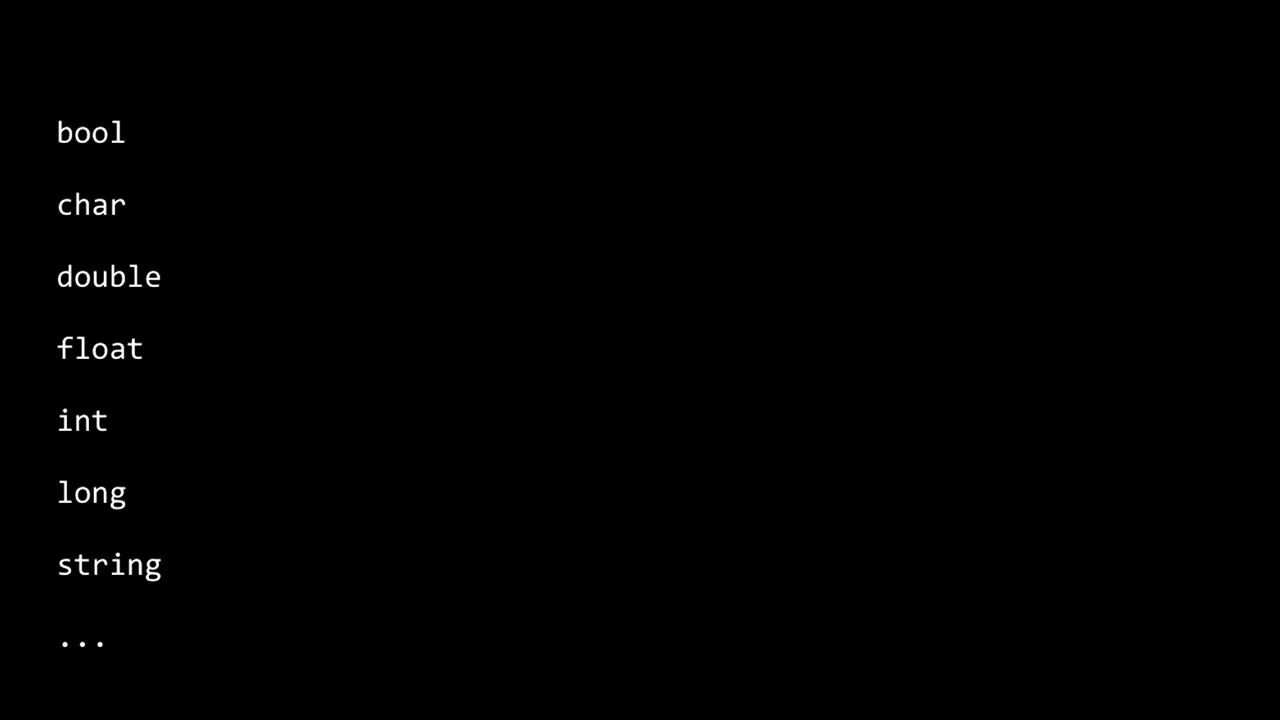 bool
char
double
float
int
long
string
...